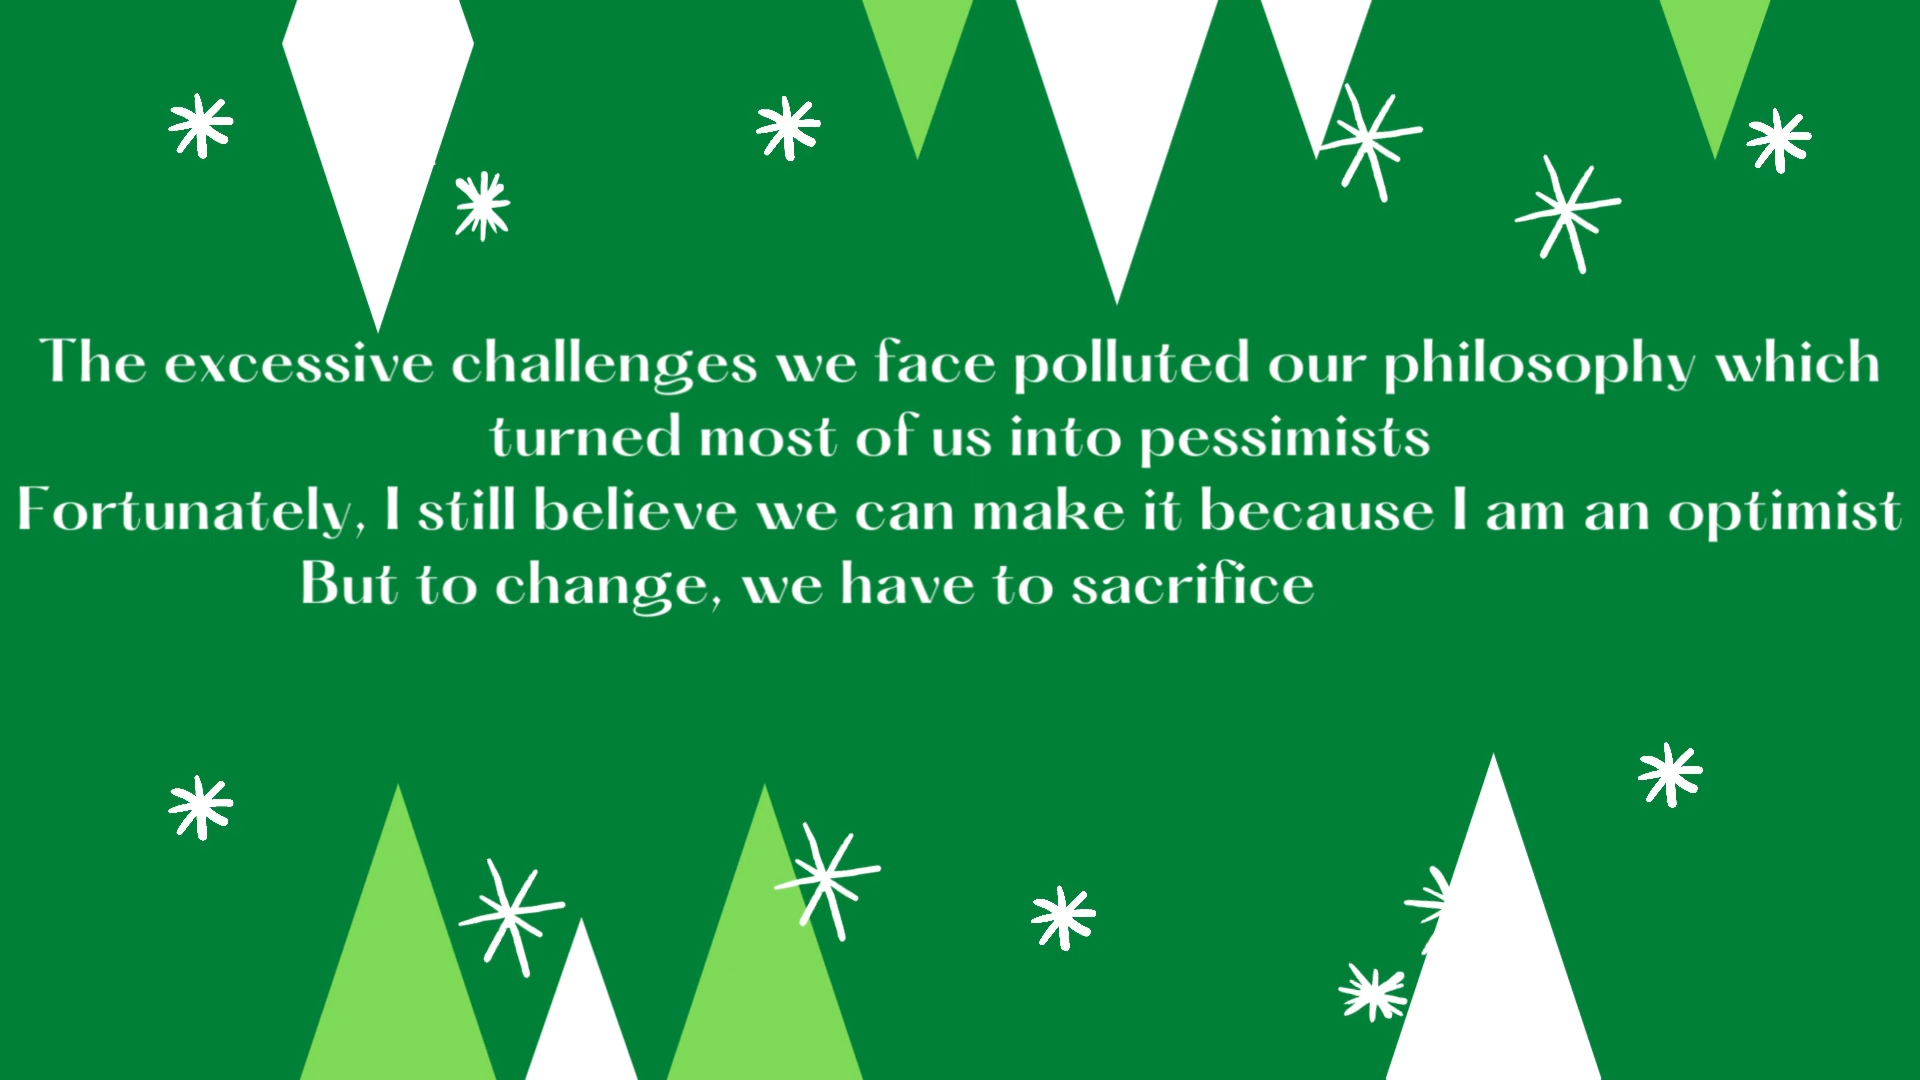 The excessive challenges we face polluted our philosophy which
turned most of us into pessimists
Fortunately, I still believe we can make it because I am an optimist
But to change, we have to sacrifice